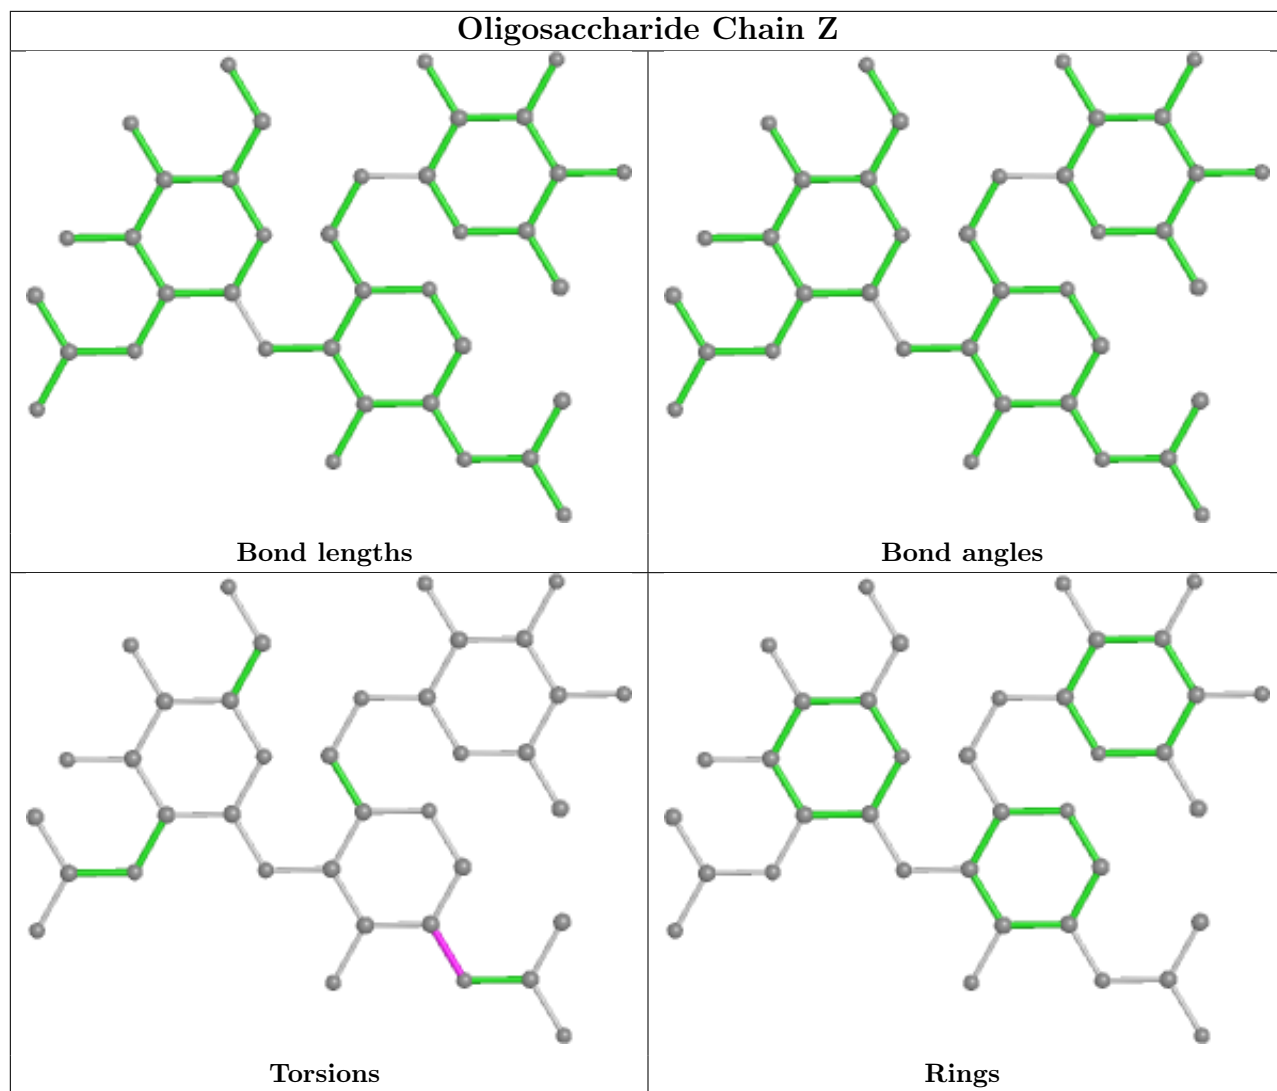 Oligosaccharide Chain Z
Bond lengths
Bond angles
Torsions
Rings